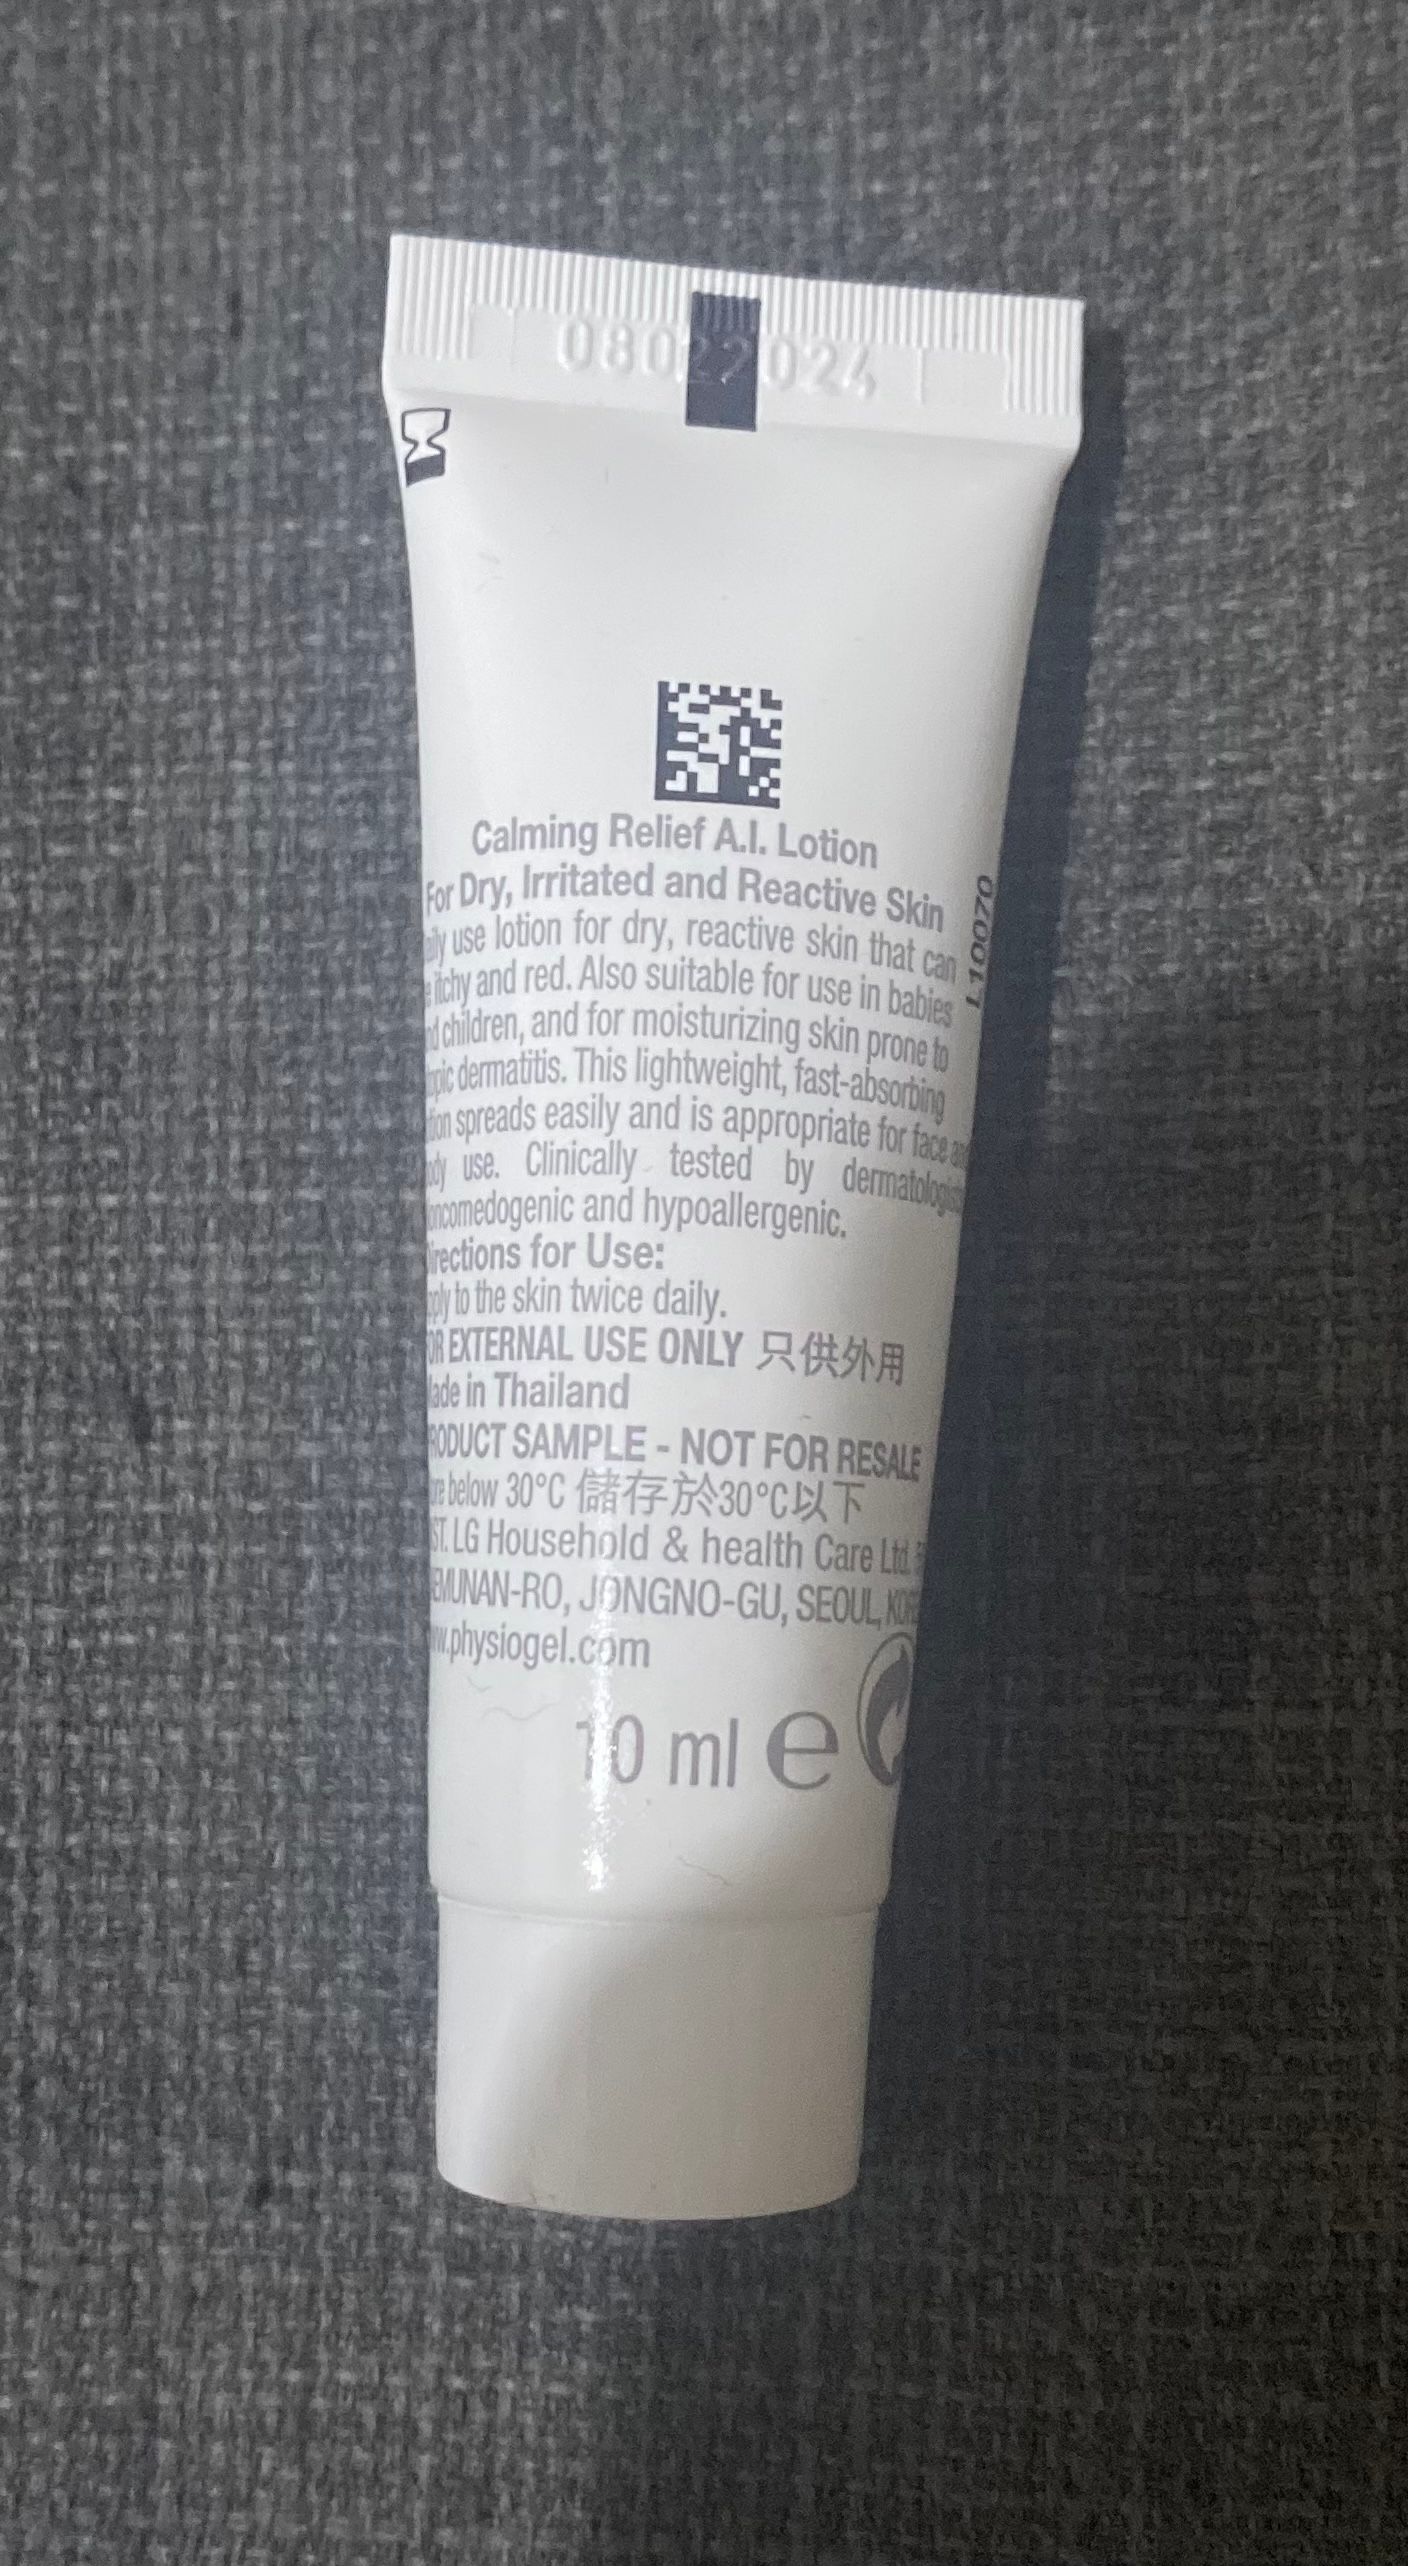 08022024
Calming Relief A.I. Lotion
For Dry, Irritated and Reactive Skin
use lotion for dry, reactive skin that can
itchy and red. Also suitable for use in babies
children, and for moisturizing skin prone to
dermatitis. This lightweight, fast-absorbing
spreads easily and is appropriate for face
use. Clinically tested by
and hypoallergenic.
for Use:
to the skin twice daily.
EXTERNAL USE ONLY 只供外用
in Thailand
SAMPLE - NOT FOR RESALE
below 30°C 儲存於30°C以下
LG Household & health Care Ltd.
JONGNO-GU, SEOUL,
physiogel.com
10 ml e
L10070